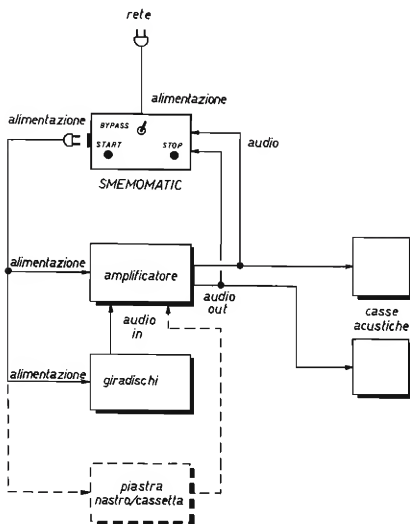 rete
alimentazione
alimentazione
BYPASS
START
STOP
audio
SMEMOMATIC
alimentazione
amplificatore
audio
out
casse
acustiche
audio
in
alimentazione
giradischi
piastra
nastro/cassetta